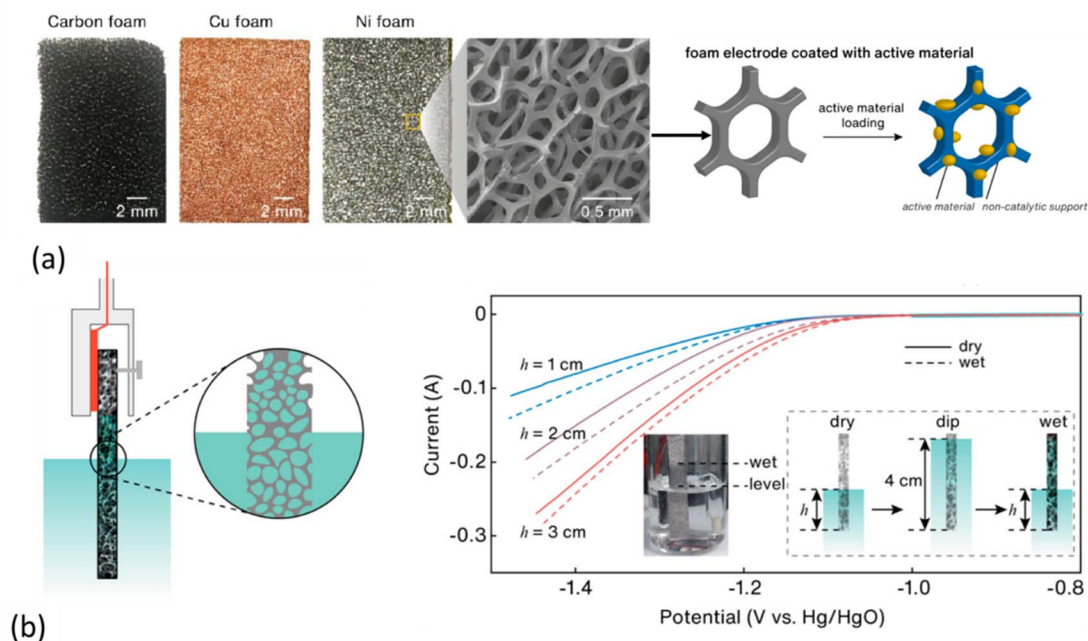 Carbon foam
Cu foam
Ni foam
2 mm
2 mm
2 mm
0.5 mm
foam electrode coated with active material
active material
loading
active material
non-catalytic support
(a)
0
-0.1
-0.2
-0.3
Current (A)
h = 1 cm
h = 2 cm
h = 3 cm
dry
wet
wet
level
dry
dip
wet
h
4 cm
h
-1.4
-1.2
-1.0
-0.8
Potential (V vs. Hg/HgO)
(b)